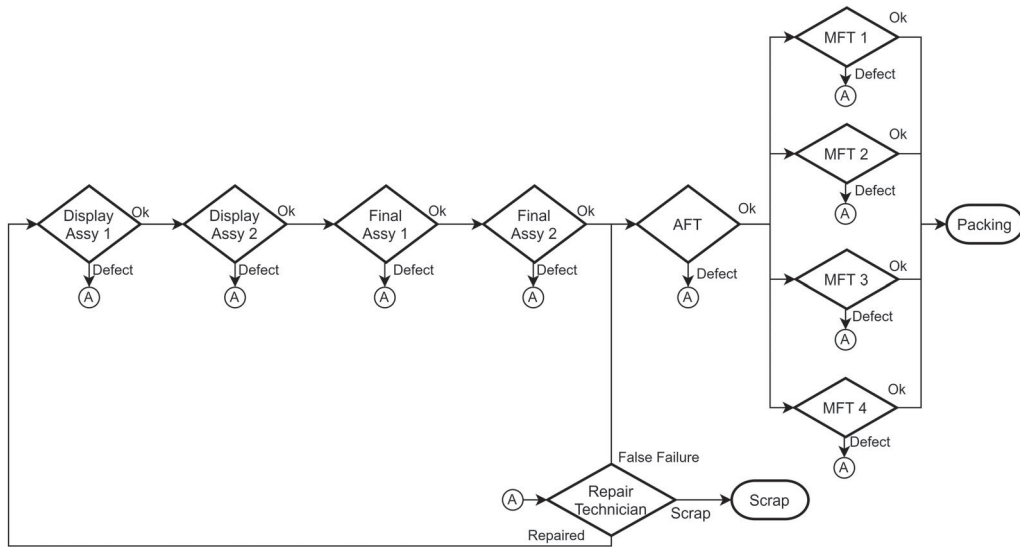 MFT 1
Ok
Defect
A
MFT 2
Ok
Defect
A
Display
Assy 1
Ok
Defect
A
Display
Assy 2
Ok
Defect
A
Final
Assy 1
Ok
Defect
A
Final
Assy 2
Ok
Defect
A
AFT
Ok
Defect
A
Packing
MFT 3
Ok
Defect
A
MFT 4
Ok
Defect
A
False Failure
A
Repair
Technician
Scrap
Scrap
Repaired